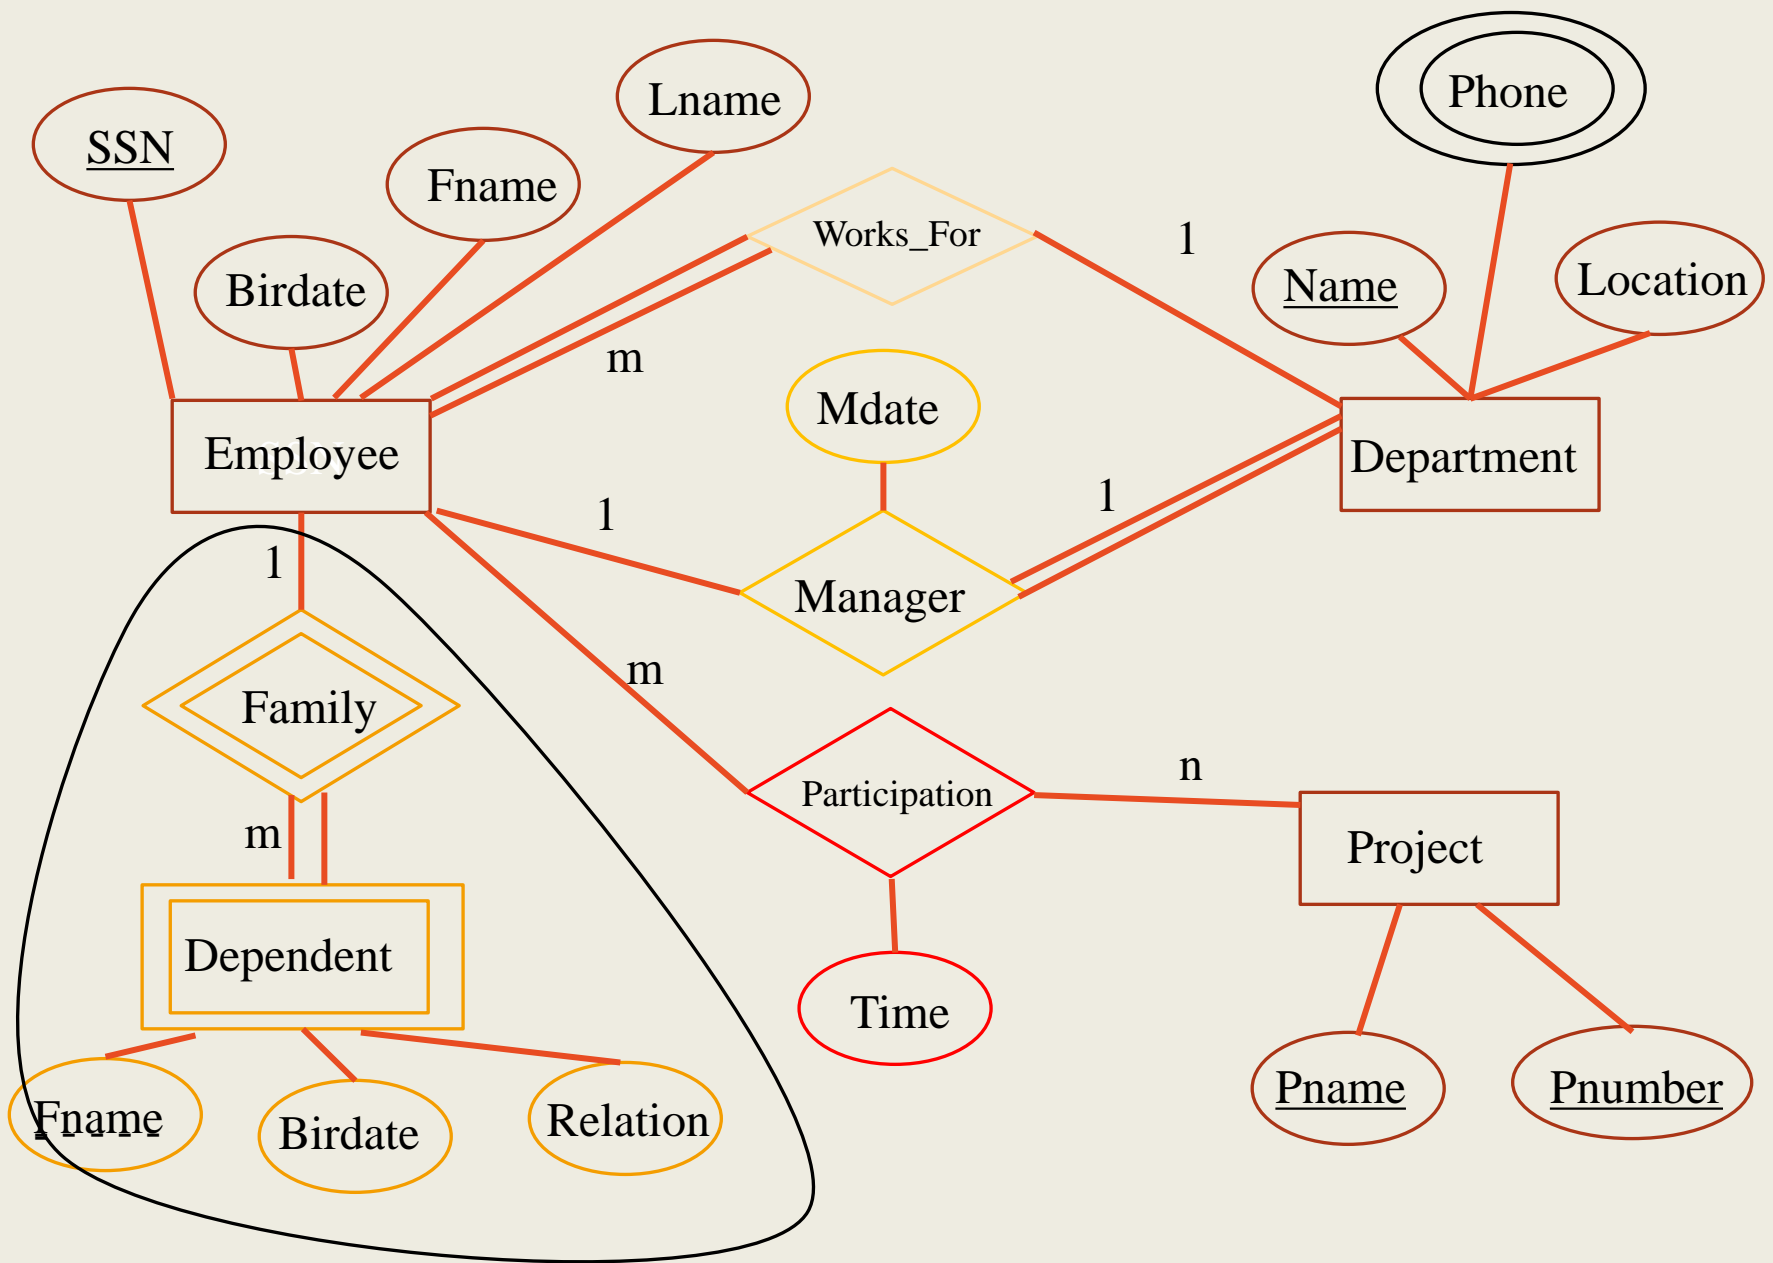 Lname
Phone
SSN
Fname
Works_For
1
Name
Location
Birdate
m
Mdate
Employee
Department
1
1
1
Manager
Family
m
n
Participation
m
Project
Dependent
Time
Fname
Birdate
Relation
Pname
Pnumber